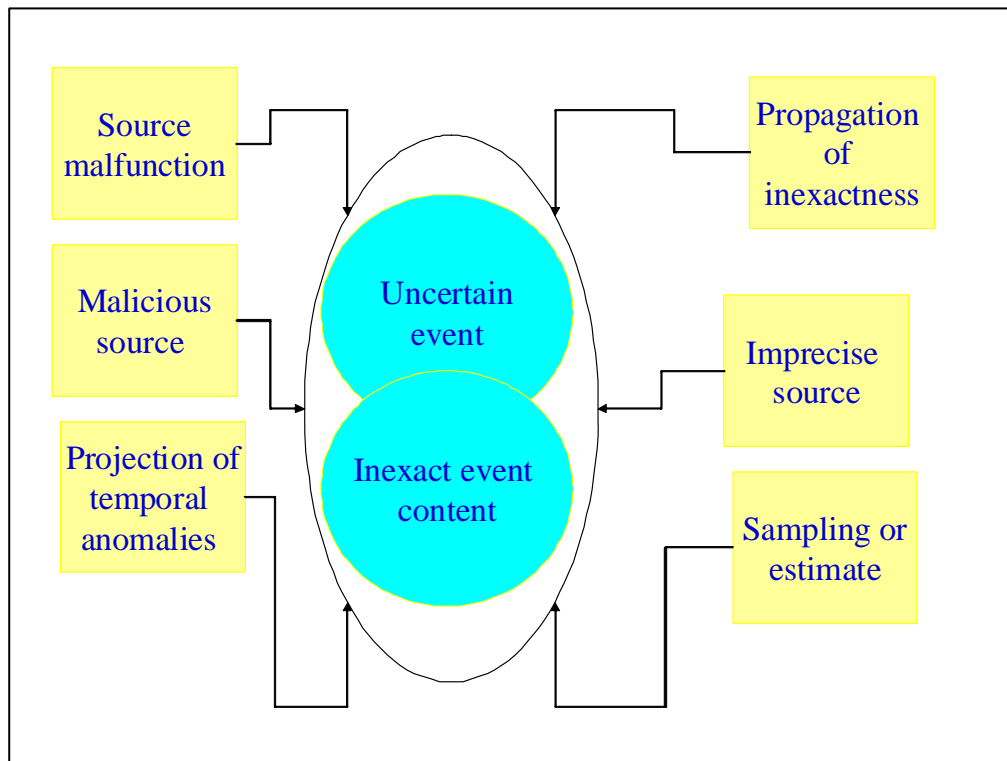 Source
malfunction
Malicious
source
Projection of
temporal
anomalies
Uncertain
event
Inexact event
content
Propagation
of
inexactness
Imprecise
source
Sampling or
estimate